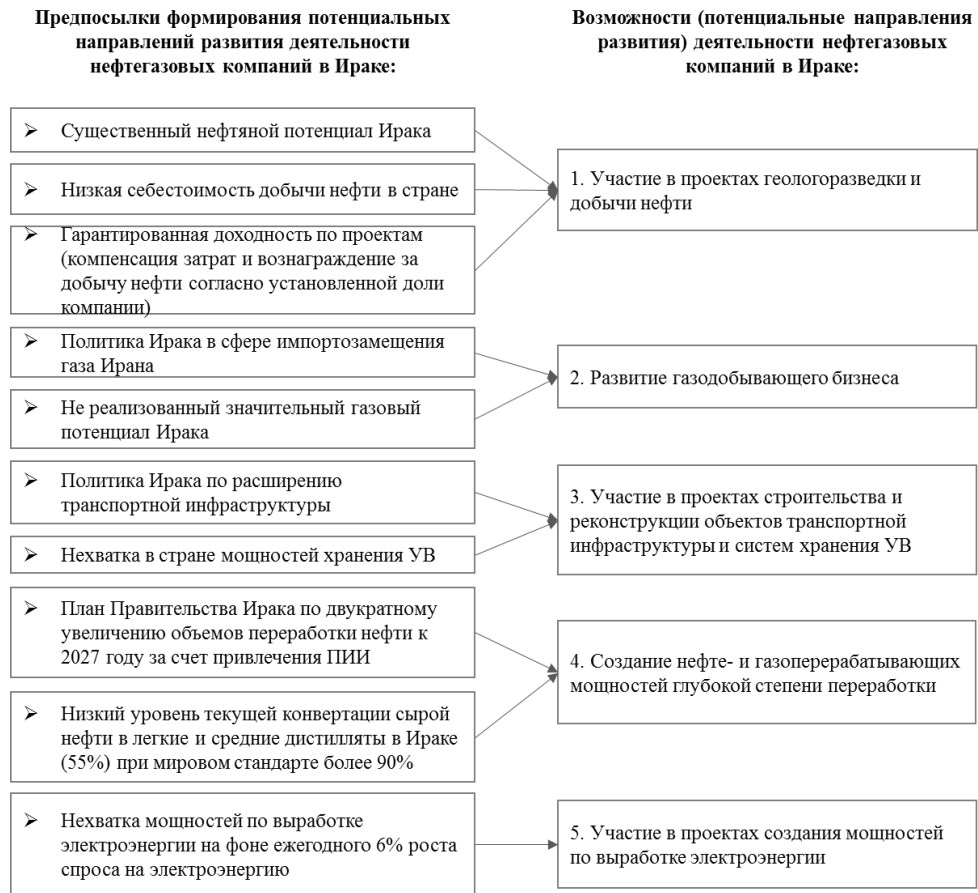 Предпосылки формирования потенциальных
направлений развития деятельности
нефтегазовых компаний в Ираке:
Возможности (потенциальные направления
развития) деятельности нефтегазовых
компаний в Ираке:
Существенный нефтяной потенциал Ирака
Низкая себестоимость добычи нефти в стране
Гарантированная доходность по проектам
(компенсация затрат и вознаграждение за
добычу нефти согласно установленной доли
компании)
1. Участие в проектах геологоразведки и
добычи нефти
Политика Ирака в сфере импортозамещения
газа Ирана
Не реализованный значительный газовый
потенциал Ирака
2. Развитие газодобывающего бизнеса
Политика Ирака по расширению
транспортной инфраструктуры
Нехватка в стране мощностей хранения УВ
3. Участие в проектах строительства и
реконструкции объектов транспортной
инфраструктуры и систем хранения УВ
План Правительства Ирака по двукратному
увеличению объемов переработки нефти к
2027 году за счет привлечения ПИИ
Низкий уровень текущей конвертации сырой
нефти в легкие и средние дистилляты в Ираке
(55%) при мировом стандарте более 90%
4. Создание нефте- и газоперерабатывающих
мощностей глубокой степени переработки
Нехватка мощностей по выработке
электроэнергии на фоне ежегодного 6% роста
спроса на электроэнергию
5. Участие в проектах создания мощностей
по выработке электроэнергии